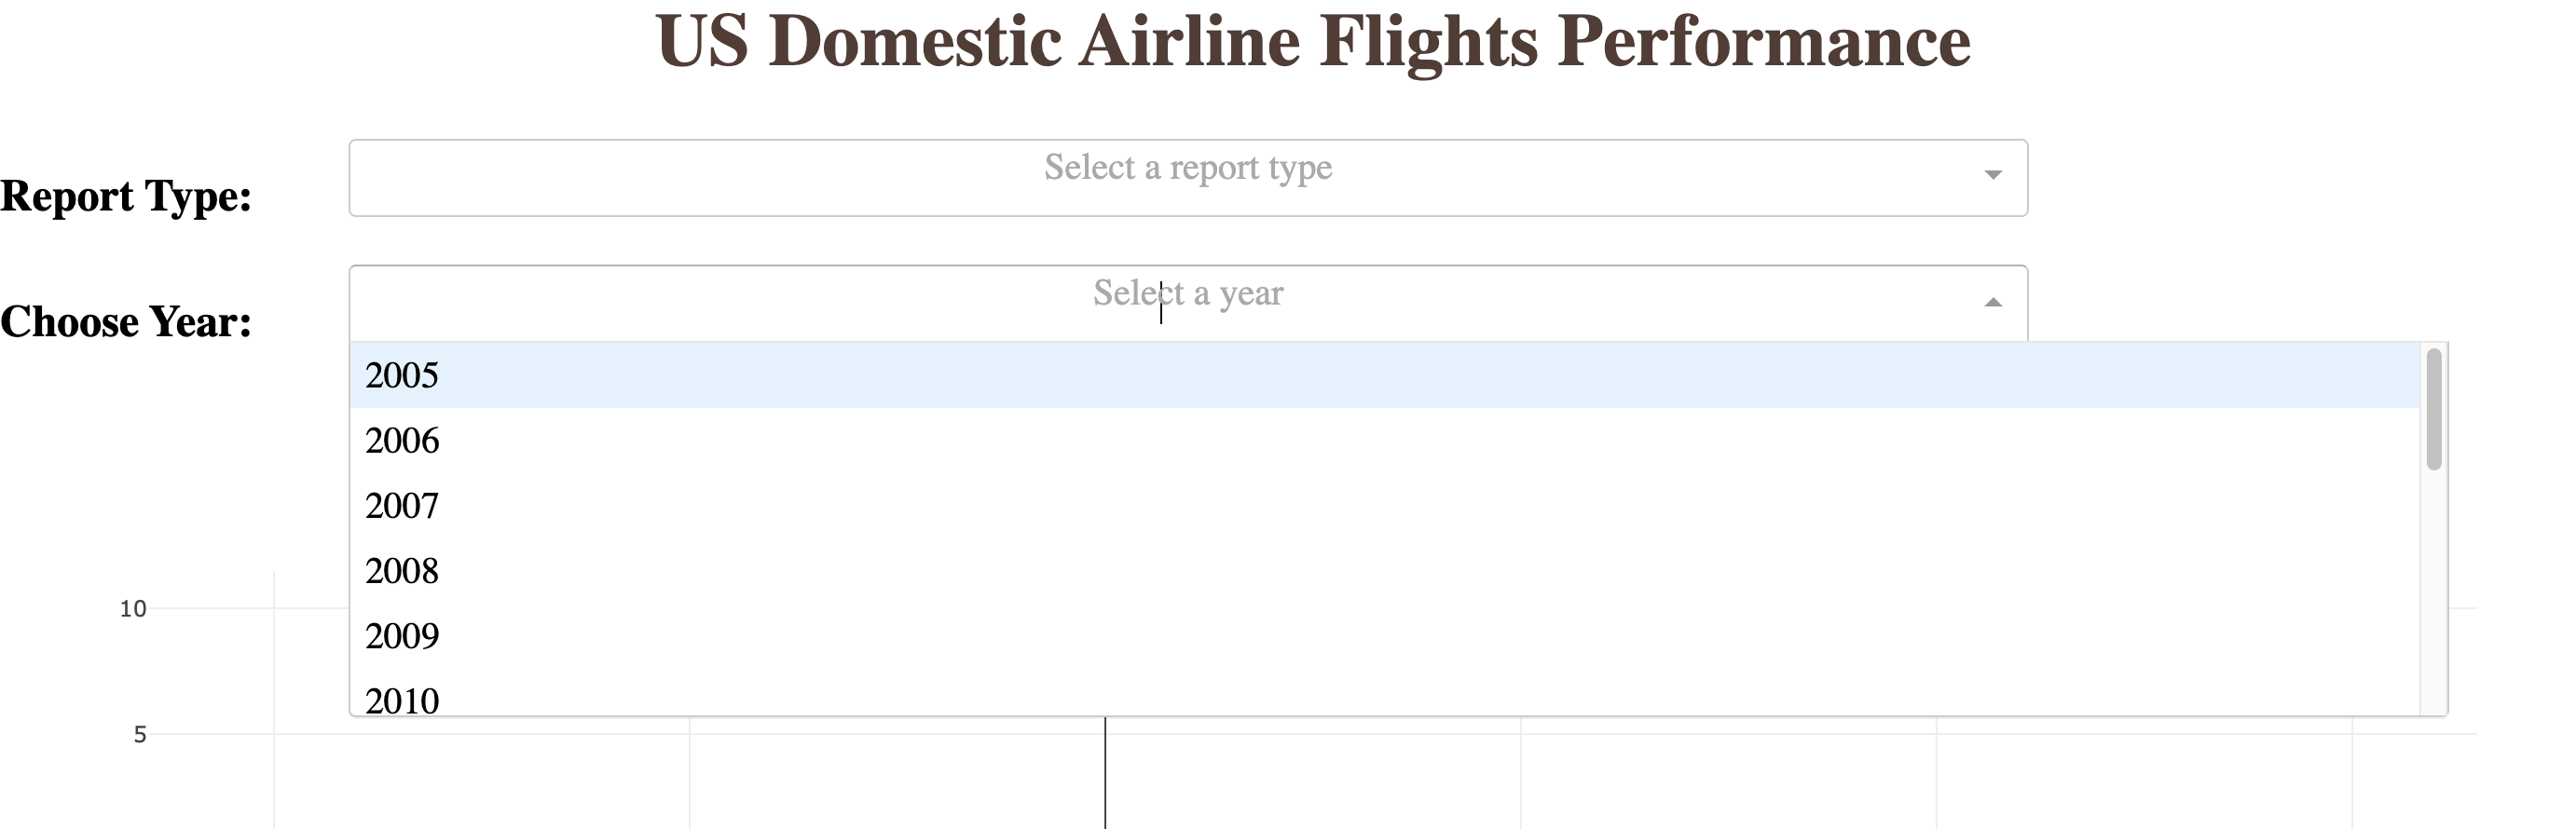 US Domestic Airline Flights Performance
Report Type:
Select a report type
Choose Year:
Select a year
2005
2006
2007
2008
2009
2010
10
5